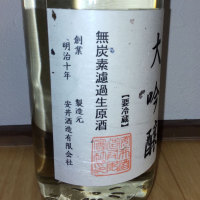 大吟醸
【要冷蔵】
無炭素濾過生原酒
創業
明治十年
製造元
安井酒造有限会社